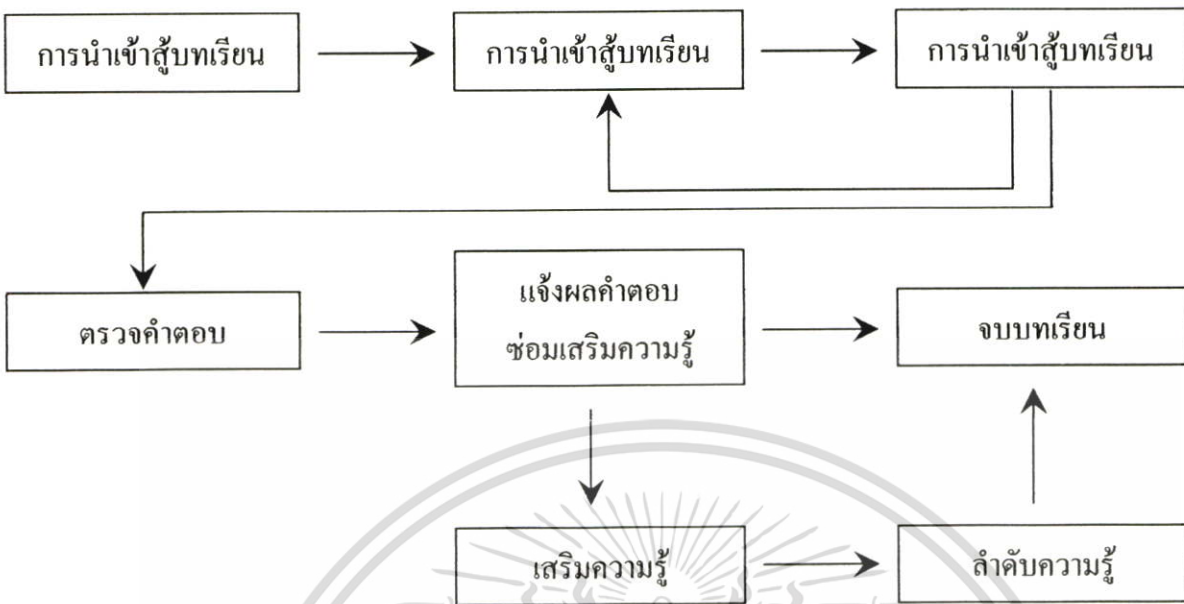 การนำเข้าสู้บทเรียน
การนำเข้าสู้บทเรียน
การนำเข้าสู้บทเรียน
ตรวจคำตอบ
แจ้งผลคำตอบ
ซ่อมเสริมความรู้
จบบทเรียน
เสริมความรู้
ลำดับความรู้